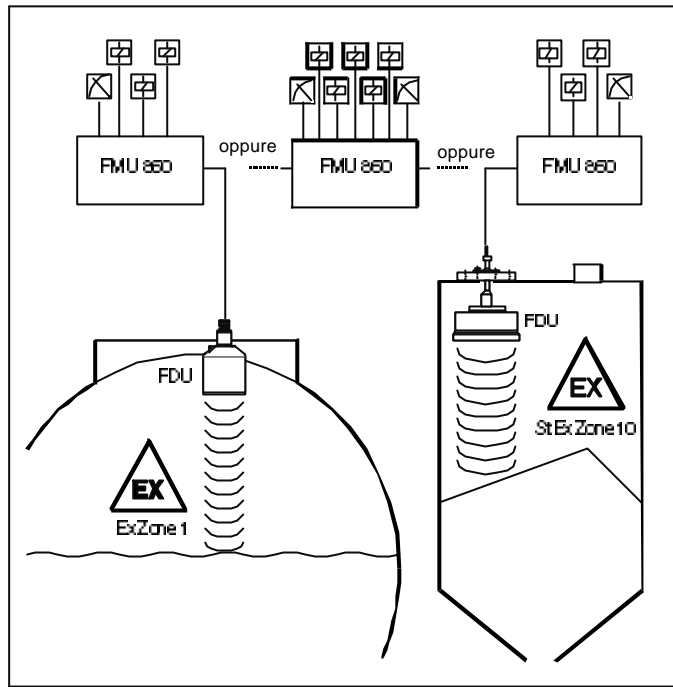 oppure
oppure
FMU 860
FMU 860
FMU 860
FDU
FDU
EX
St Ex Zone 10
EX
Ex Zone 1